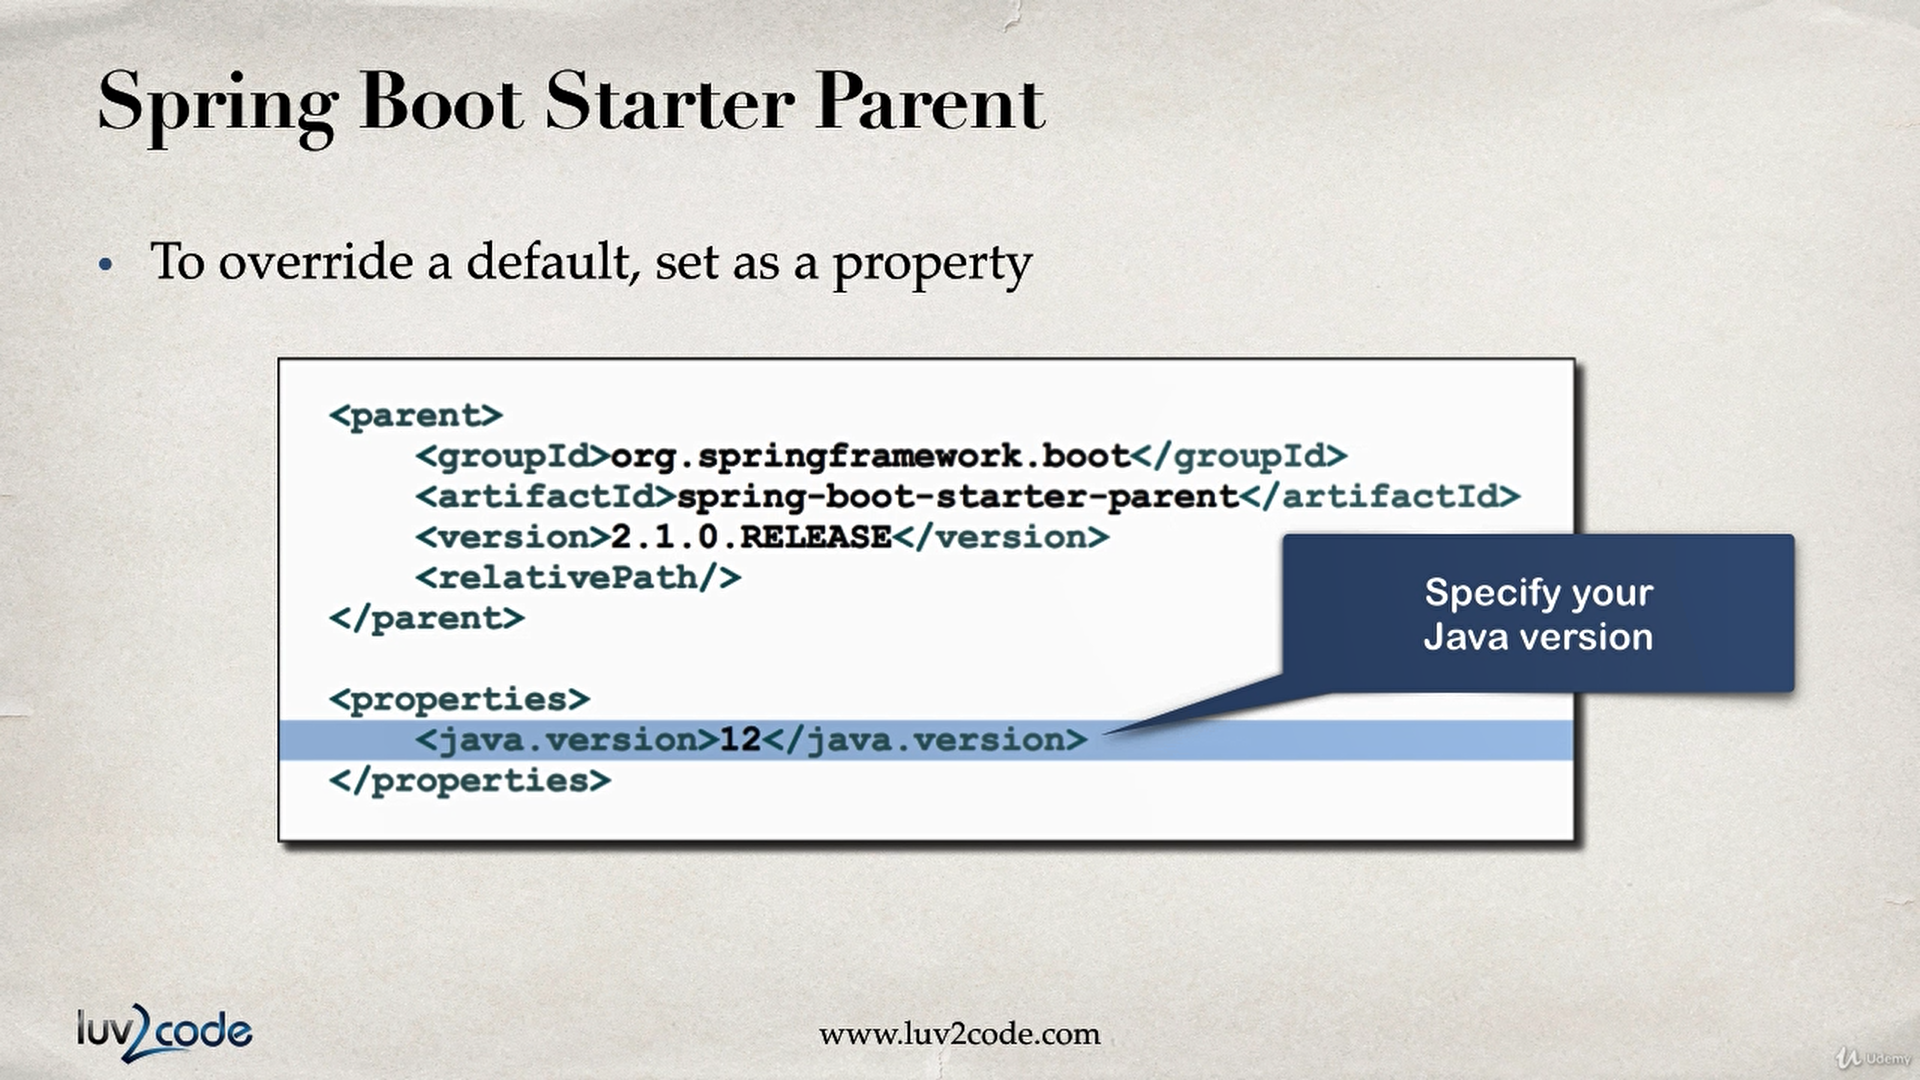 Spring Boot Starter Parent
• To override a default, set as a property
<parent>
<groupId>org.springframework.boot</groupId>
<artifactId>spring-boot-starter-parent</artifactId>
<version>2.1.0.RELEASE</version>
<relativePath/>
</parent>
Specify your
Java version
<properties>
<java.version>12</java.version>
</properties>
luv2code
www.luv2code.com
Udemy